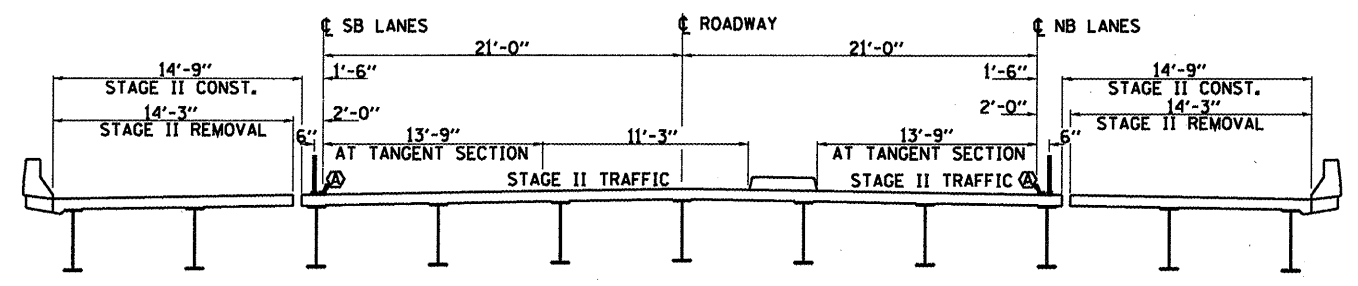 ℄ SB LANES
℄ ROADWAY
℄ NB LANES
21'-0"
21'-0"
14'-9"
STAGE II CONST.
1'-6"
1'-6"
14'-9"
STAGE II CONST.
14'-3"
STAGE II REMOVAL
2'-0"
2'-0"
14'-3"
STAGE II REMOVAL
6"
13'-9"
AT TANGENT SECTION
11'-3"
13'-9"
AT TANGENT SECTION
6"
A
STAGE II TRAFFIC
STAGE II TRAFFIC
A